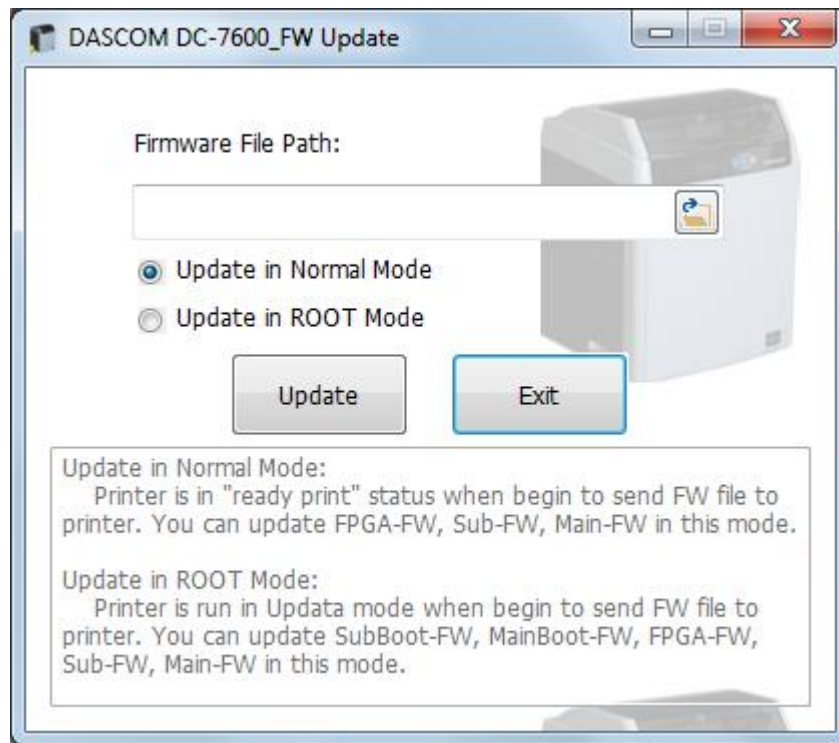 DASCOM DC-7600_FW Update
Firmware File Path:
Update in Normal Mode
Update in ROOT Mode
Update
Exit
Update in Normal Mode:
Printer is in "ready print" status when begin to send FW file to
printer. You can update FPGA-FW, Sub-FW, Main-FW in this mode.
Update in ROOT Mode:
Printer is run in Updata mode when begin to send FW file to
printer. You can update SubBoot-FW, MainBoot-FW, FPGA-FW,
Sub-FW, Main-FW in this mode.